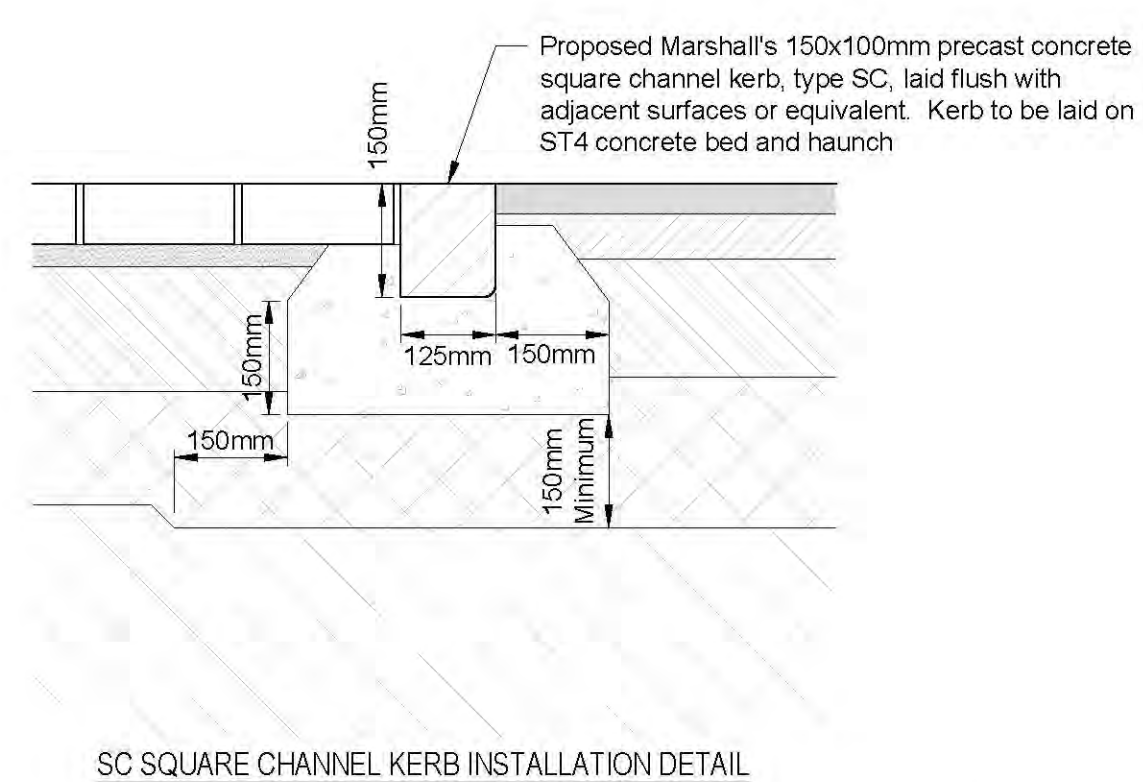 Proposed Marshall's 150x100mm precast concrete
square channel kerb, type SC, laid flush with
adjacent surfaces or equivalent. Kerb to be laid on
ST4 concrete bed and haunch
150mm
150mm
125mm
150mm
150mm
150mm
Minimum
SC SQUARE CHANNEL KERB INSTALLATION DETAIL